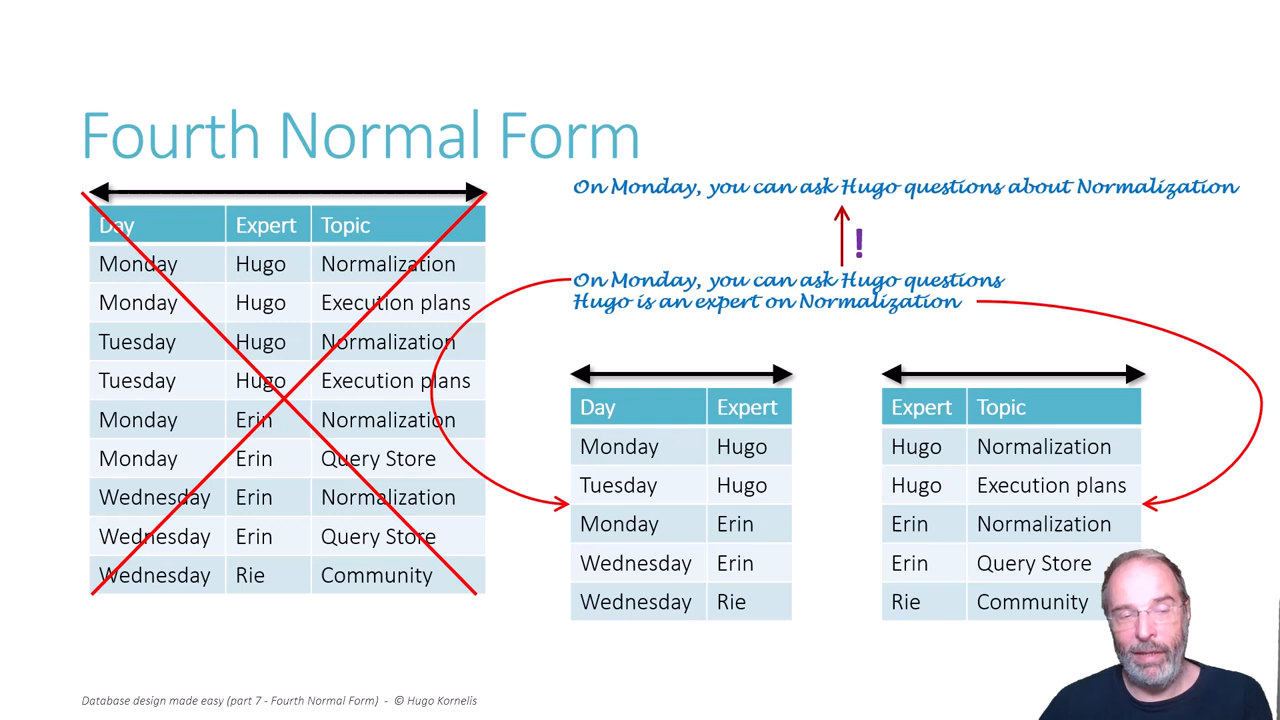 Fourth Normal Form
On Monday, you can ask Hugo questions about Normalization
!
On Monday, you can ask Hugo questions
Hugo is an expert on Normalization
Day Expert Topic
Monday Hugo Normalization
Monday Hugo Execution plans
Tuesday Hugo Normalization
Tuesday Hugo Execution plans
Monday Erin Normalization
Monday Erin Query Store
Wednesday Erin Normalization
Wednesday Erin Query Store
Wednesday Rie Community
Day Expert
Monday Hugo
Tuesday Hugo
Monday Erin
Wednesday Erin
Wednesday Rie
Expert Topic
Hugo Normalization
Hugo Execution plans
Erin Normalization
Erin Query Store
Rie Community
Database design made easy (part 7 - Fourth Normal Form) - © Hugo Kornelis